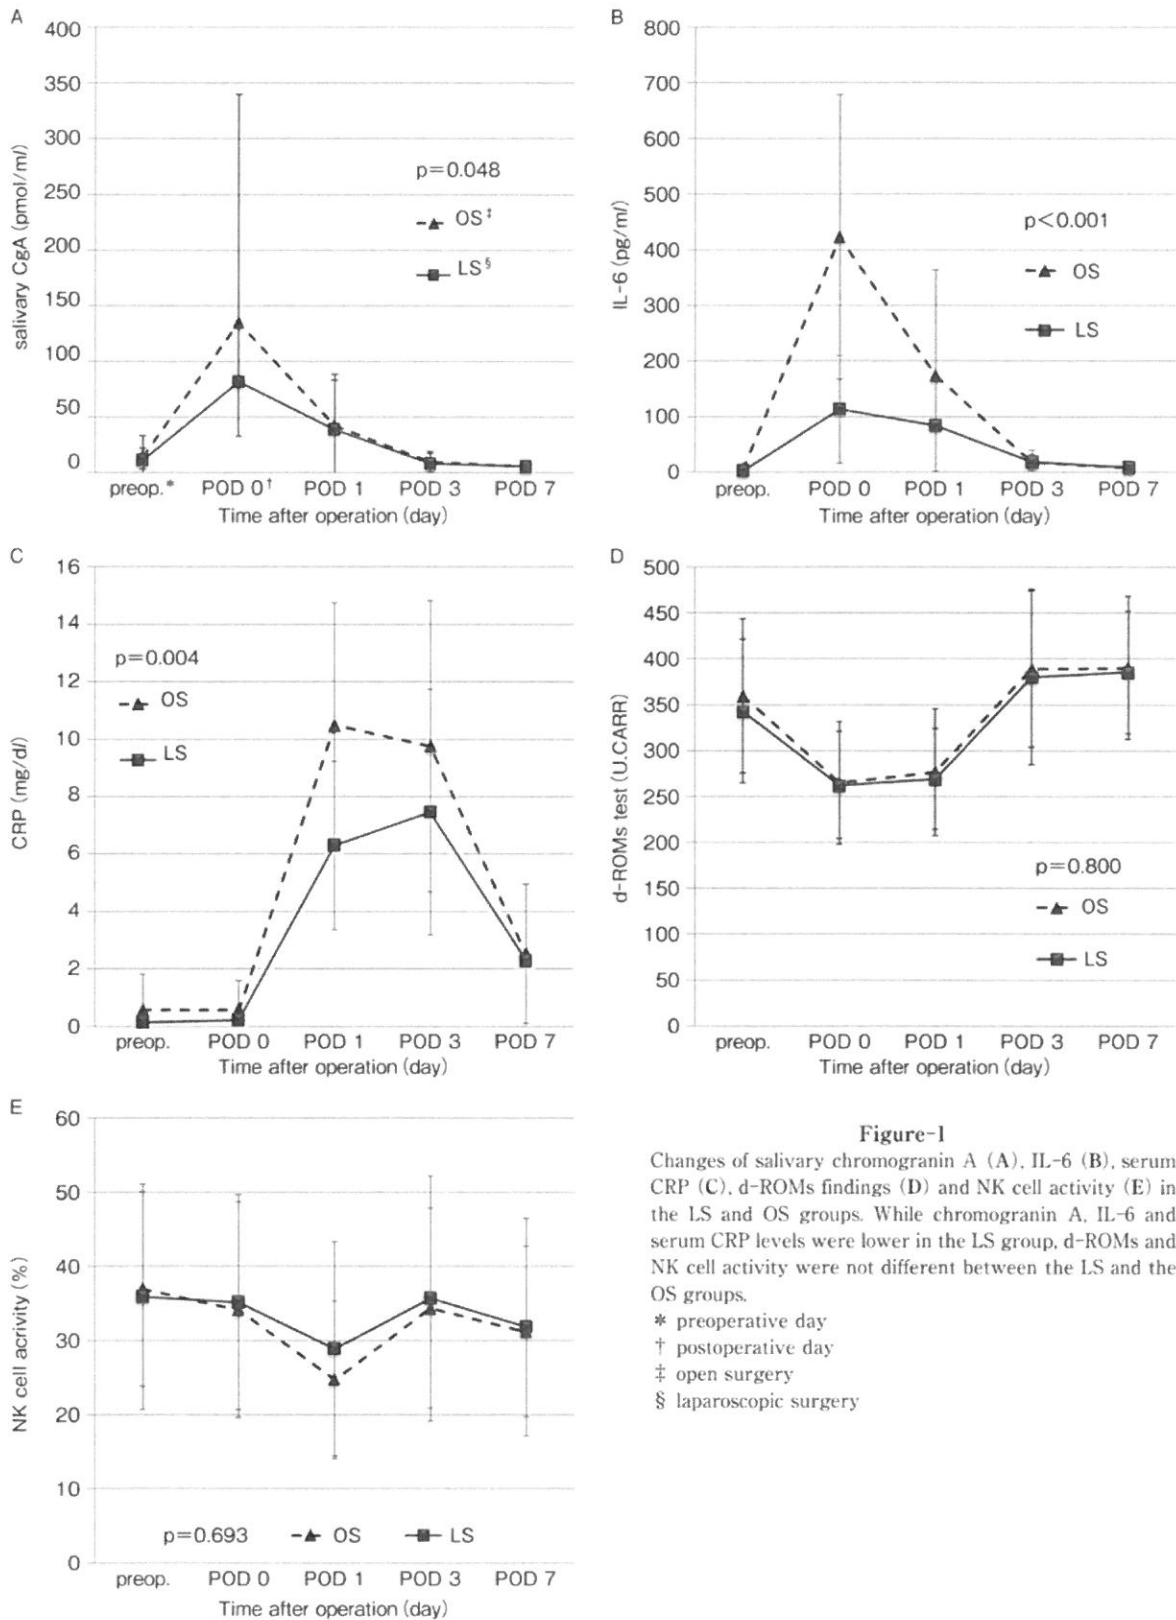 A
400
350
300
250
200
150
100
50
0
salivary CgA (pmol/ml)
p=0.048
OS‡
LS§
preop.* POD 0† POD 1 POD 3 POD 7
Time after operation (day)
B
800
700
600
500
400
300
200
100
0
IL-6 (pg/ml)
p<0.001
OS
LS
preop. POD 0 POD 1 POD 3 POD 7
Time after operation (day)
C
16
14
12
10
8
6
4
2
0
CRP (mg/dl)
p=0.004
OS
LS
preop. POD 0 POD 1 POD 3 POD 7
Time after operation (day)
D
500
450
400
350
300
250
200
150
100
50
0
d-ROMs test (U.CARR)
p=0.800
OS
LS
preop. POD 0 POD 1 POD 3 POD 7
Time after operation (day)
E
60
50
40
30
20
10
0
NK cell acrivity (%)
p=0.693 OS LS
preop. POD 0 POD 1 POD 3 POD 7
Time after operation (day)
Figure-1
Changes of salivary chromogranin A (A), IL-6 (B), serum
CRP (C), d-ROMs findings (D) and NK cell activity (E) in
the LS and OS groups. While chromogranin A, IL-6 and
serum CRP levels were lower in the LS group, d-ROMs and
NK cell activity were not different between the LS and the
OS groups.
* preoperative day
† postoperative day
‡ open surgery
§ laparoscopic surgery